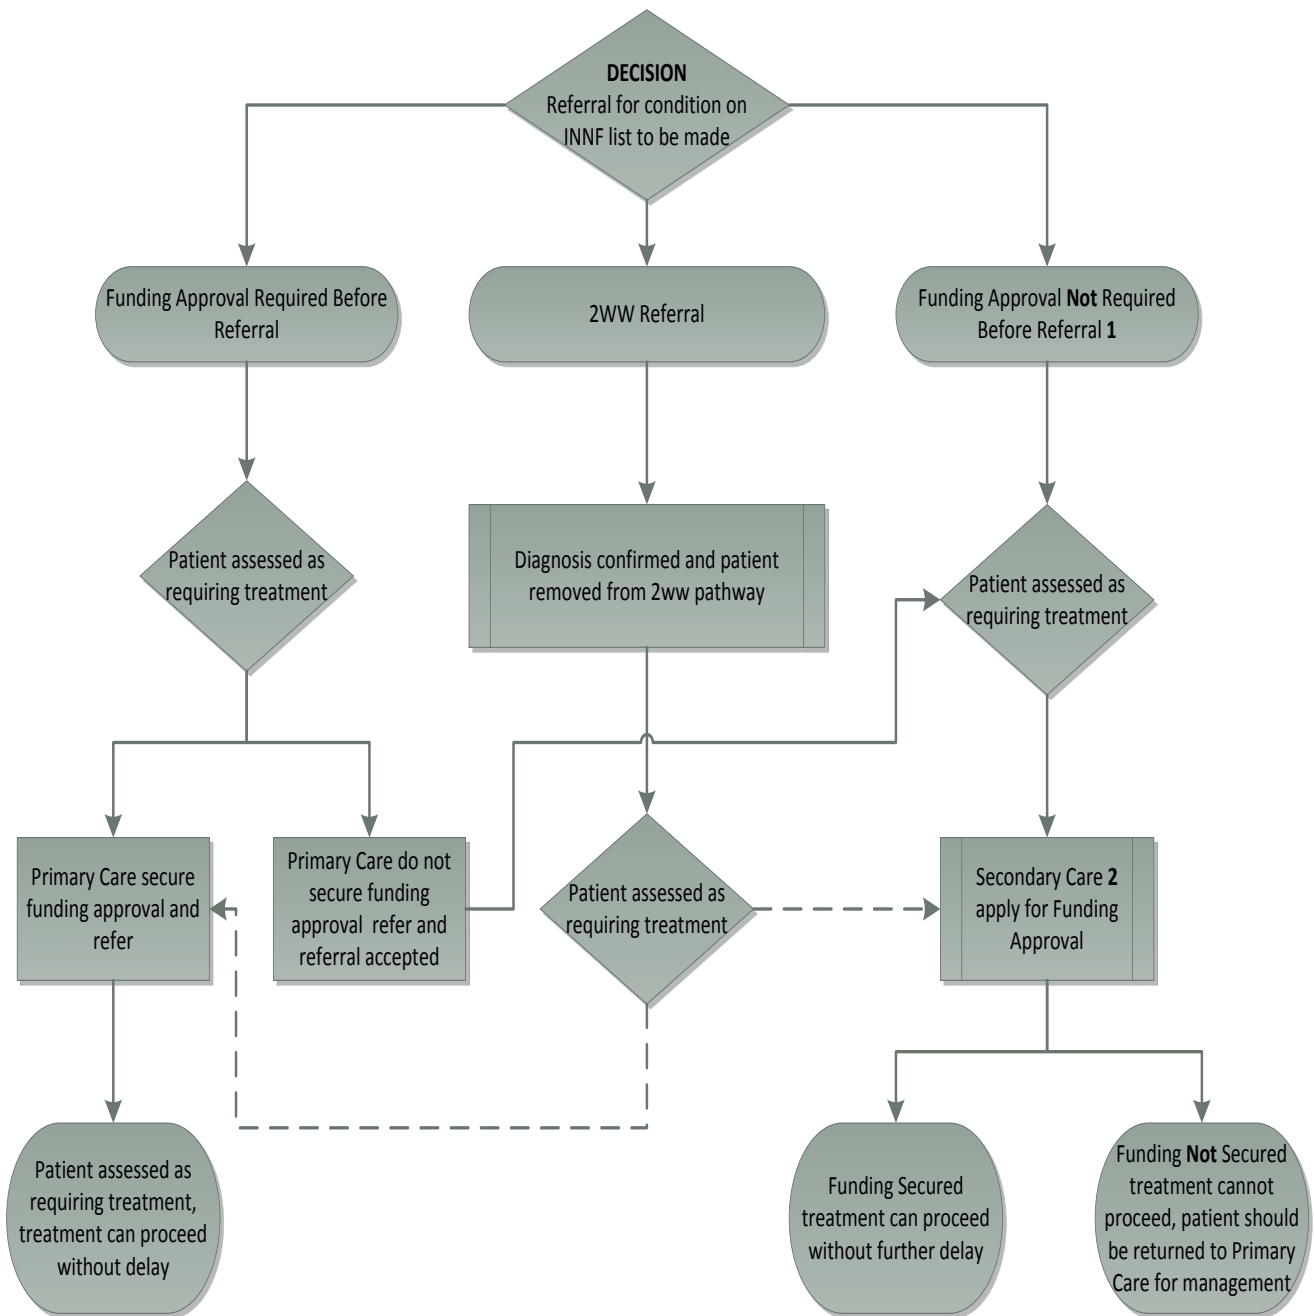 DECISION
Referral for condition on
INNF list to be made
Funding Approval Required Before
Referral
2WW Referral
Funding Approval Not Required
Before Referral 1
Patient assessed as
requiring treatment
Diagnosis confirmed and patient
removed from 2ww pathway
Patient assessed as
requiring treatment
Primary Care secure
funding approval and
refer
Primary Care do not
secure funding
approval refer and
referral accepted
Patient assessed as
requiring treatment
Secondary Care 2
apply for Funding
Approval
Patient assessed as
requiring treatment,
treatment can proceed
without delay
Funding Secured
treatment can proceed
without further delay
Funding Not Secured
treatment cannot
proceed, patient should
be returned to Primary
Care for management